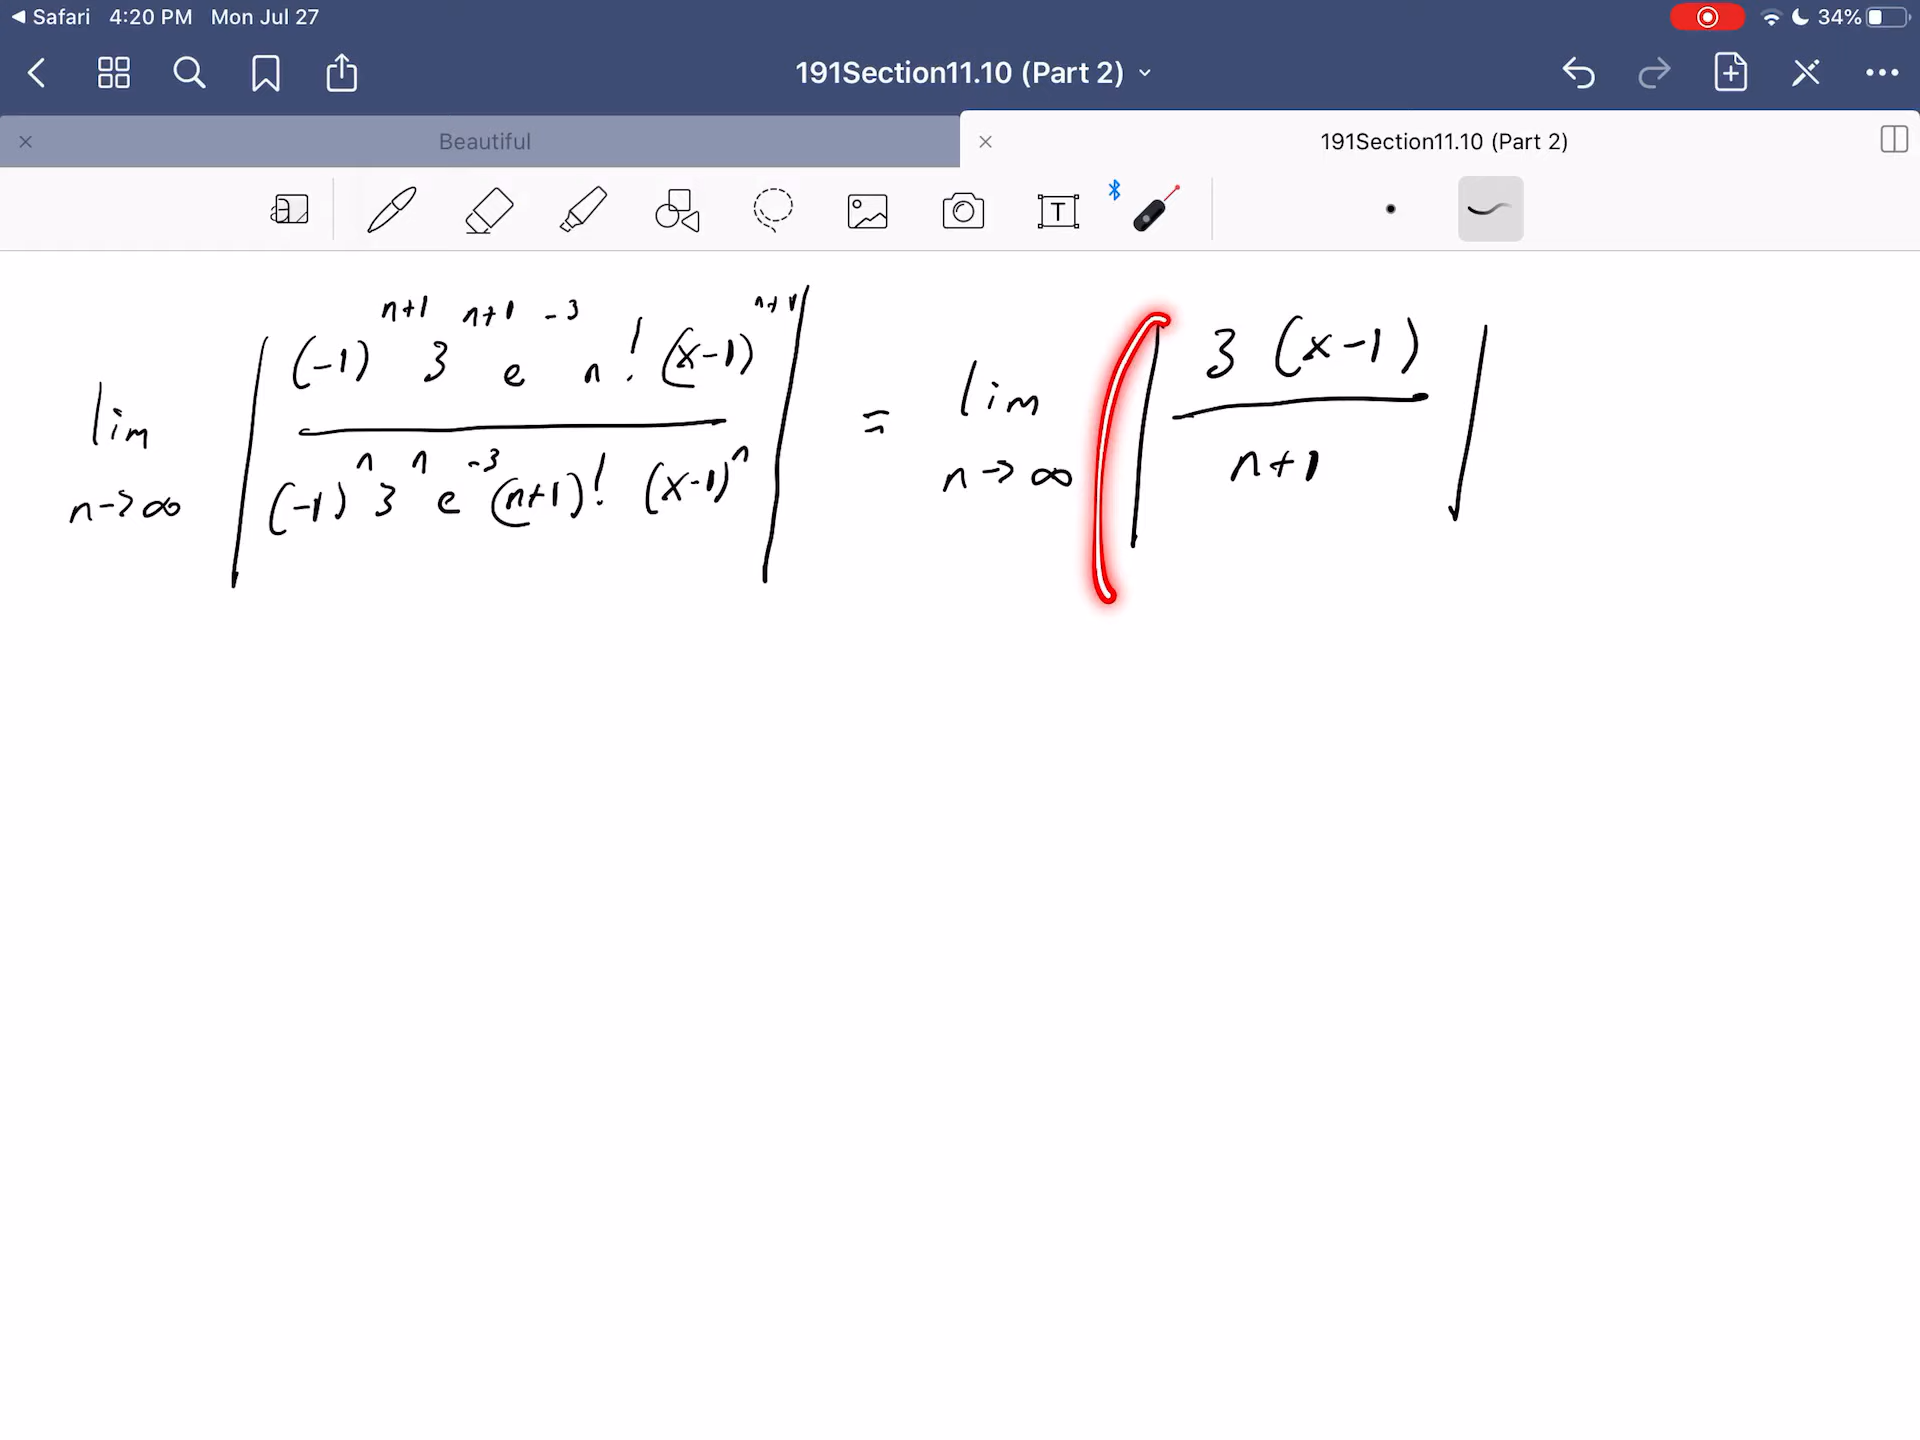 Safari 4:20 PM Mon Jul 27 34%
191Section11.10 (Part 2)
Beautiful 191Section11.10 (Part 2)
T
lim n→∞ | (-1)^{n+1} 3^{n+1} e^{-3} n! (x-1)^{n+1} / (-1)^n 3^n e^{-3} (n+1)! (x-1)^n | = lim n→∞ | 3 (x-1) / n+1 |